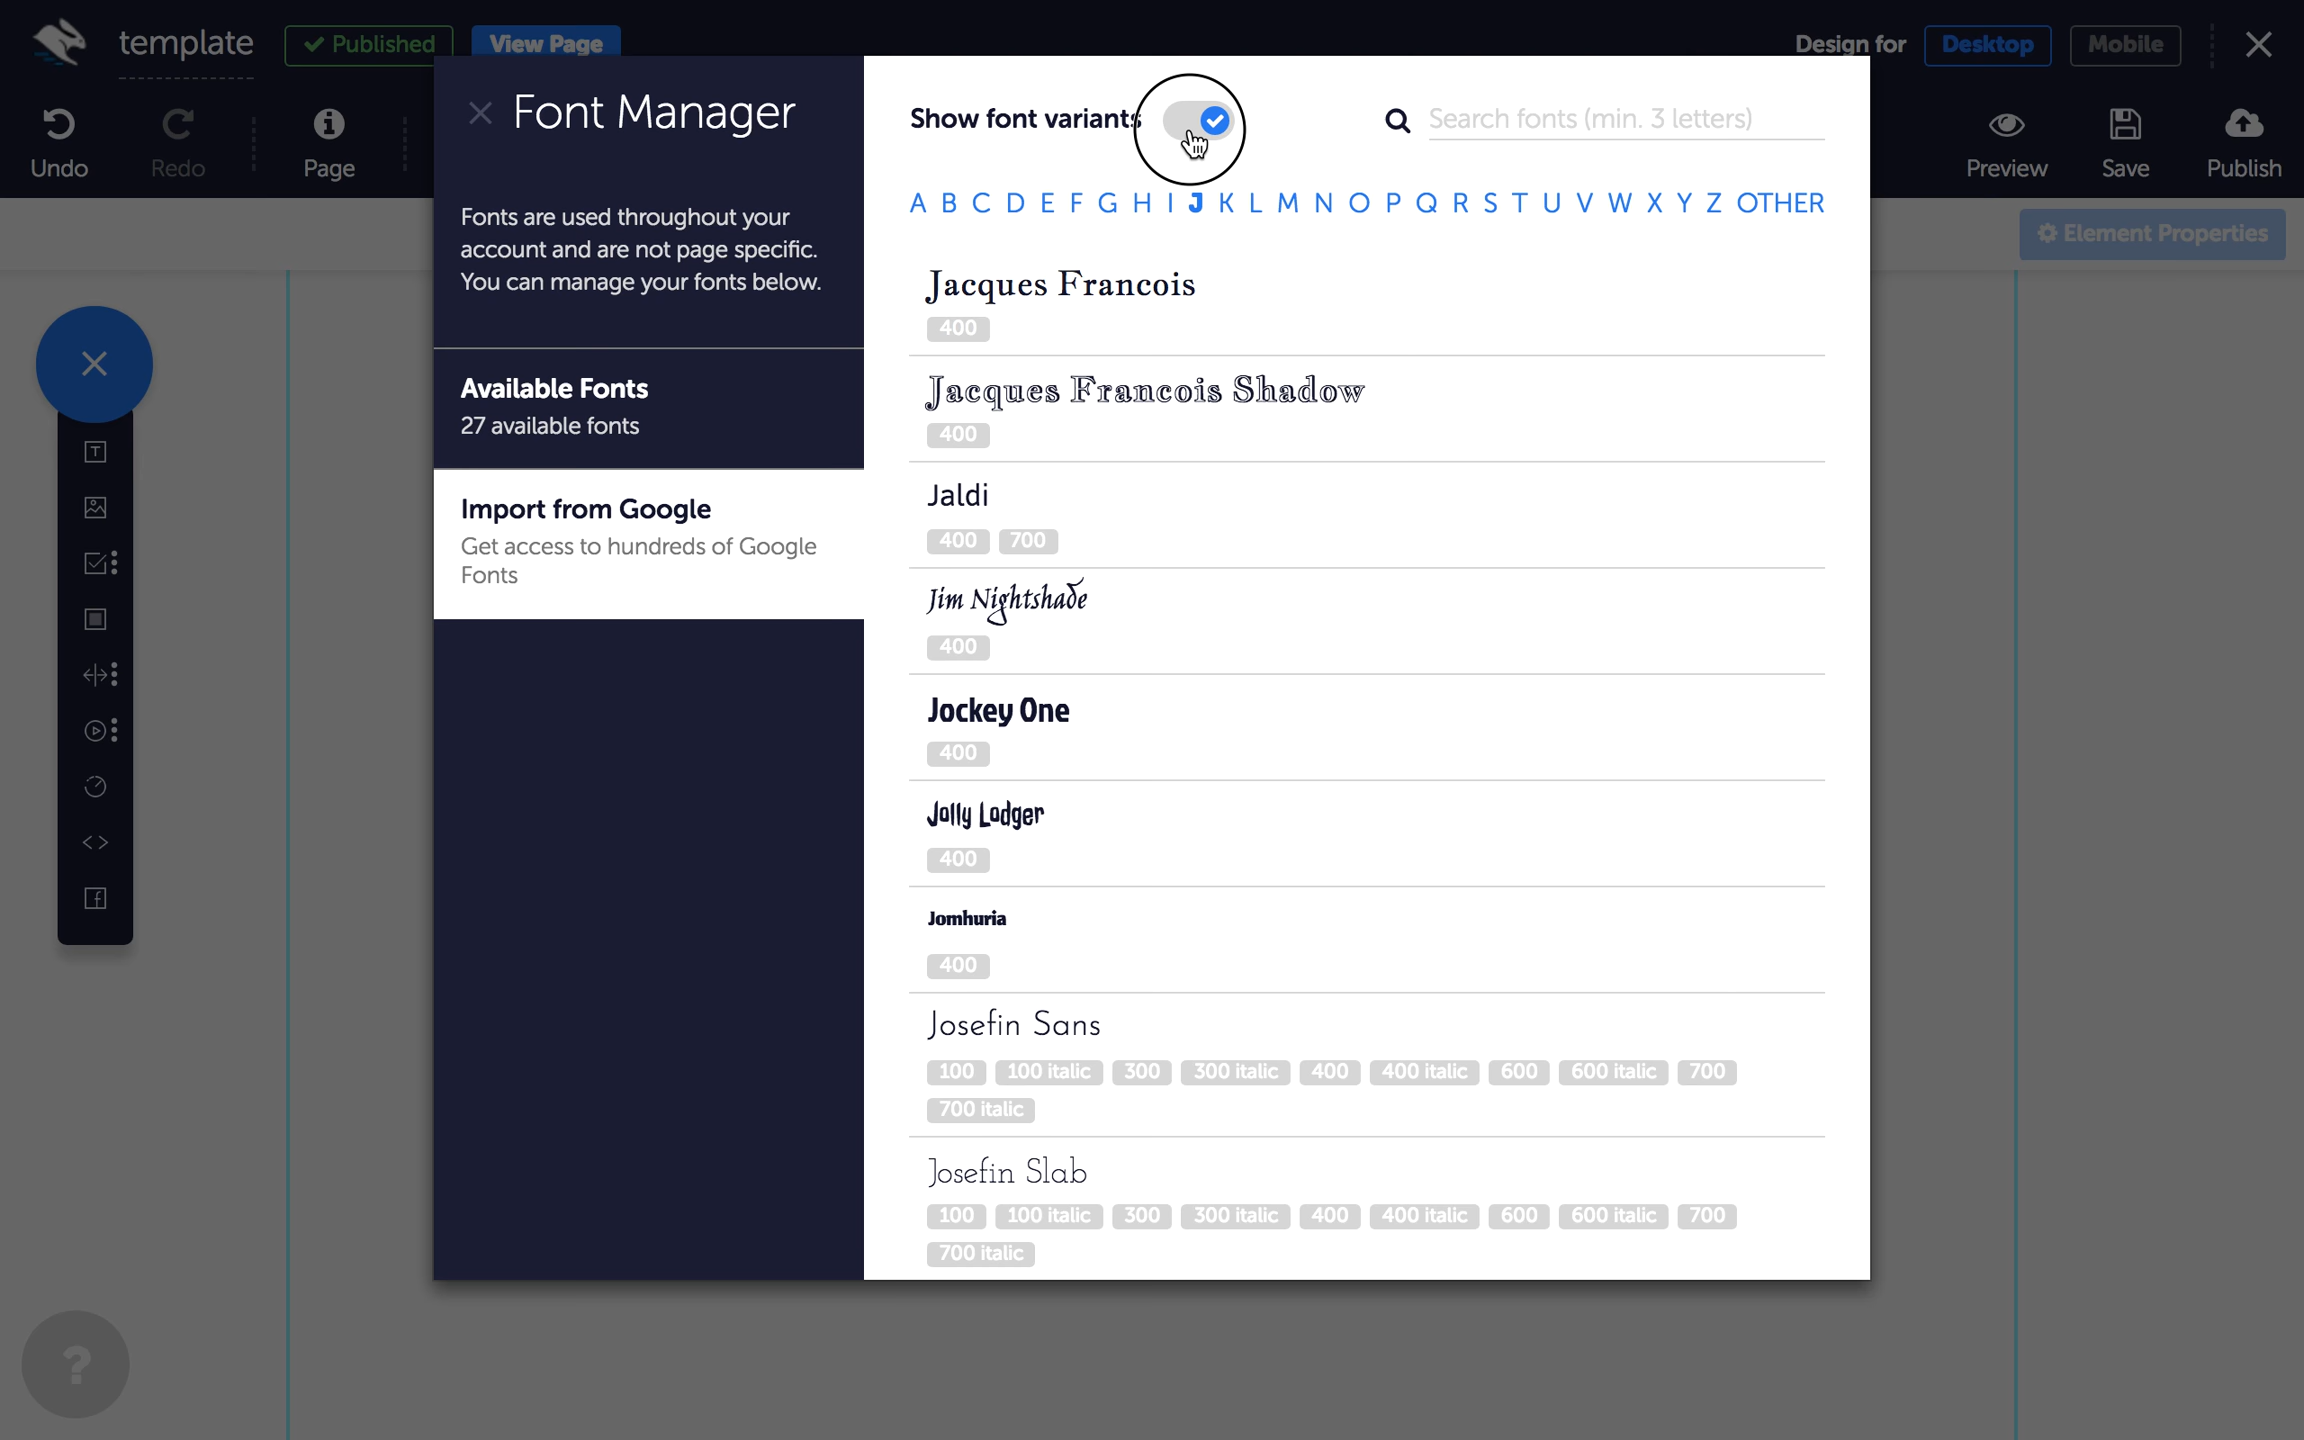 template
Published
View Page
Design for
Desktop
Mobile
Undo
Redo
Page
Preview
Save
Publish
Element Properties
Font Manager
Fonts are used throughout your
account and are not page specific.
You can manage your fonts below.
Available Fonts
27 available fonts
Import from Google
Get access to hundreds of Google
Fonts
Show font variants
Search fonts (min. 3 letters)
A B C D E F G H I J K L M N O P Q R S T U V W X Y Z OTHER
Jacques Francois
400
Jacques Francois Shadow
400
Jaldi
400 700
Jim Nightshade
400
Jockey One
400
Jolly Lodger
400
Jomhuria
400
Josefin Sans
100 100 italic 300 300 italic 400 400 italic 600 600 italic 700
700 italic
Josefin Slab
100 100 italic 300 300 italic 400 400 italic 600 600 italic 700
700 italic
?